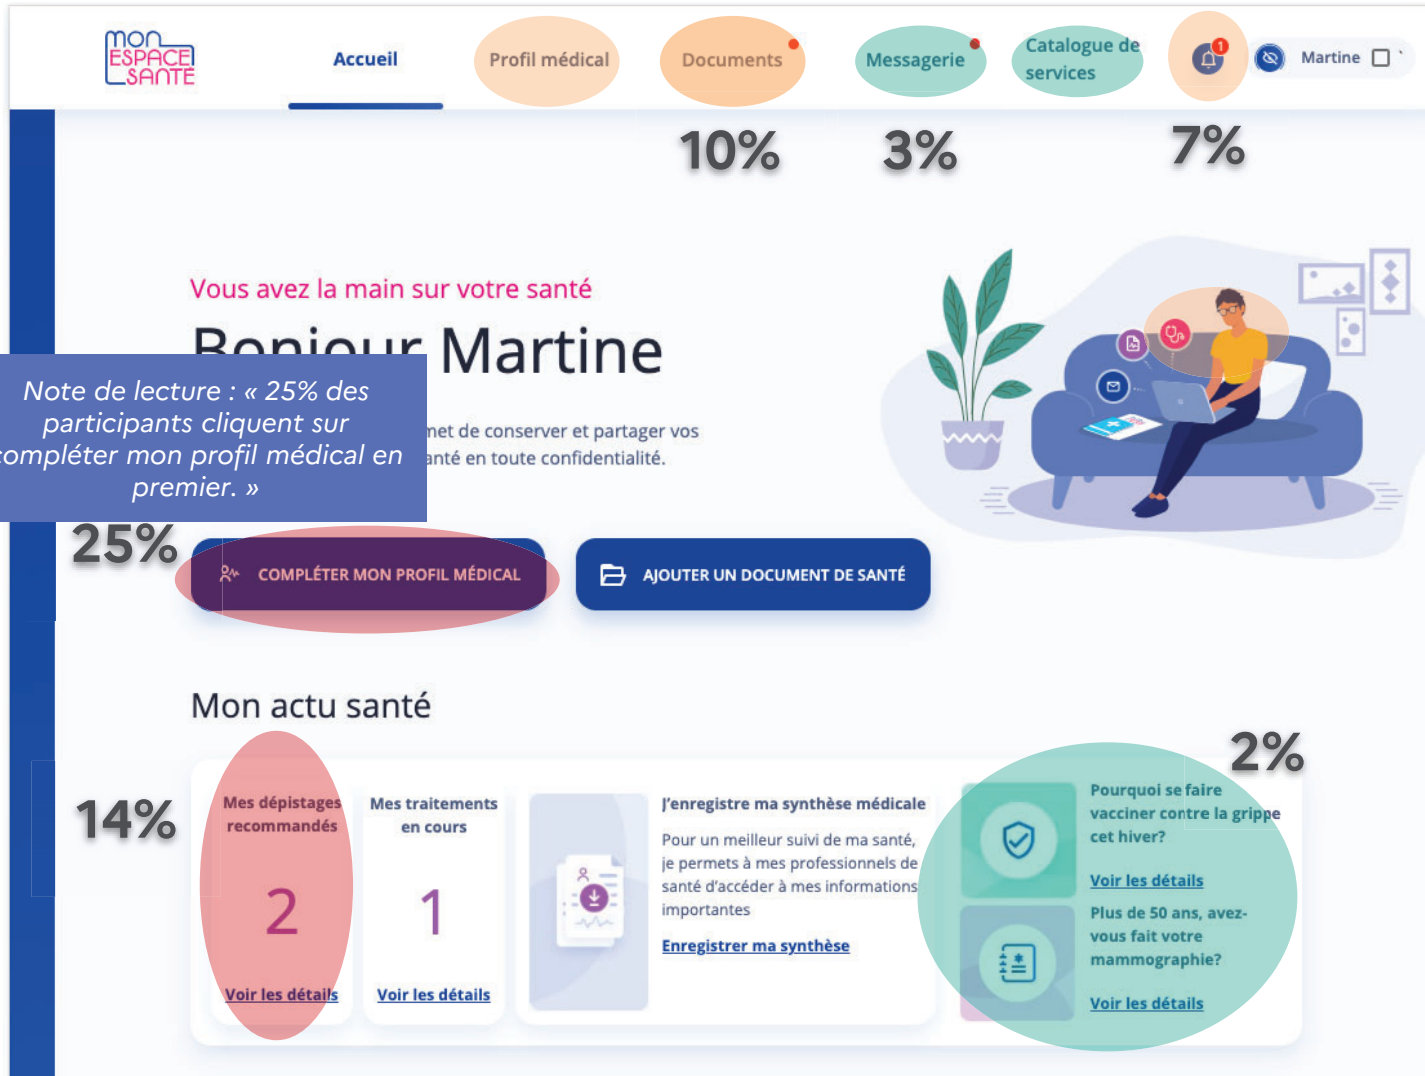 mon
ESPACE
SANTÉ
Accueil
Profil médical
Documents
Messagerie
Catalogue de
services
1
Martine
10%
3%
7%
Vous avez la main sur votre santé
Bonjour Martine
Note de lecture : « 25% des
participants cliquent sur
compléter mon profil médical en
premier. »
met de conserver et partager vos
anté en toute confidentialité.
25%
COMPLÉTER MON PROFIL MÉDICAL
AJOUTER UN DOCUMENT DE SANTÉ
Mon actu santé
2%
14%
Mes dépistages
recommandés
2
Voir les détails
Mes traitements
en cours
1
Voir les détails
J'enregistre ma synthèse médicale
Pour un meilleur suivi de ma santé,
je permets à mes professionnels de
santé d'accéder à mes informations
importantes
Enregistrer ma synthèse
Pourquoi se faire
vacciner contre la grippe
cet hiver?
Voir les détails
Plus de 50 ans, avez-
vous fait votre
mammographie?
Voir les détails